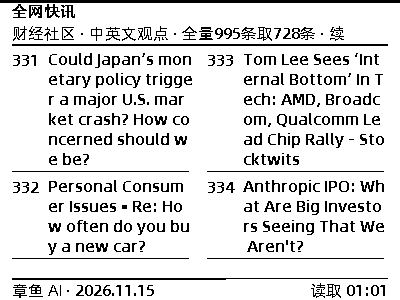 全网快讯
财经社区·中英文观点·全量995条取728条·续
331 Could Japan's mon
etary policy trigge
r a major U.S. mar
ket crash? How co
ncerned should w
e be?
332 Personal Consum
er Issues • Re: Ho
w often do you bu
y a new car?
333 Tom Lee Sees ‘Int
ernal Bottom’ In T
ech: AMD, Broadc
om, Qualcomm Le
ad Chip Rally - Sto
cktwits
334 Anthropic IPO: Wh
at Are Big Investo
rs Seeing That We
Aren't?
章鱼 AI · 2026.11.15
读取 01:01